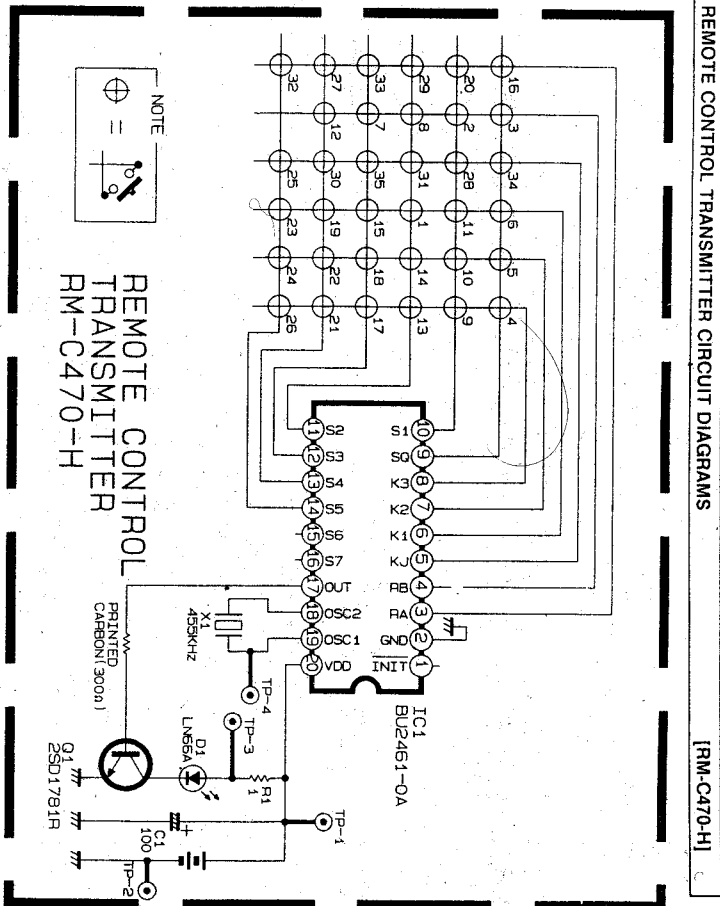 REMOTE CONTROL TRANSMITTER CIRCUIT DIAGRAMS
[RM-C470-H]
16
3
34
6
5
4
20
2
28
11
10
9
29
8
31
1
14
13
33
7
35
15
18
17
27
12
30
19
22
21
32
25
23
24
26
NOTE
=
REMOTE CONTROL
TRANSMITTER
RM-C470-H
IC1
BU2461-0A
10 S1
9 S0
8 K3
7 K2
6 K1
5 KJ
4 RB
3 RA
2 GND
1 INIT
11 S2
12 S3
13 S4
14 S5
15 S6
16 S7
17 OUT
18 OSC2
19 OSC1
20 VDD
X1
455KHz
PRINTED
CARBON(300Ω)
TP-4
TP-3
D1
LN66A
R1
1
TP-1
Q1
2SD1781R
C1
100
+
TP-2